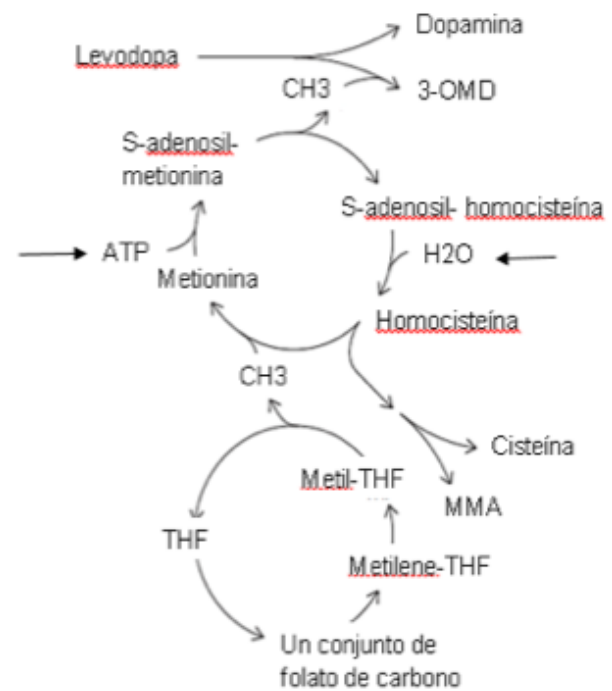 Dopamina
Levodopa
CH3
3-OMD
S-adenosil-
metionina
S-adenosil- homocisteína
ATP
H2O
Metionina
Homocisteína
CH3
Cisteína
Metil-THF
MMA
THF
Metilene-THF
Un conjunto de
folato de carbono